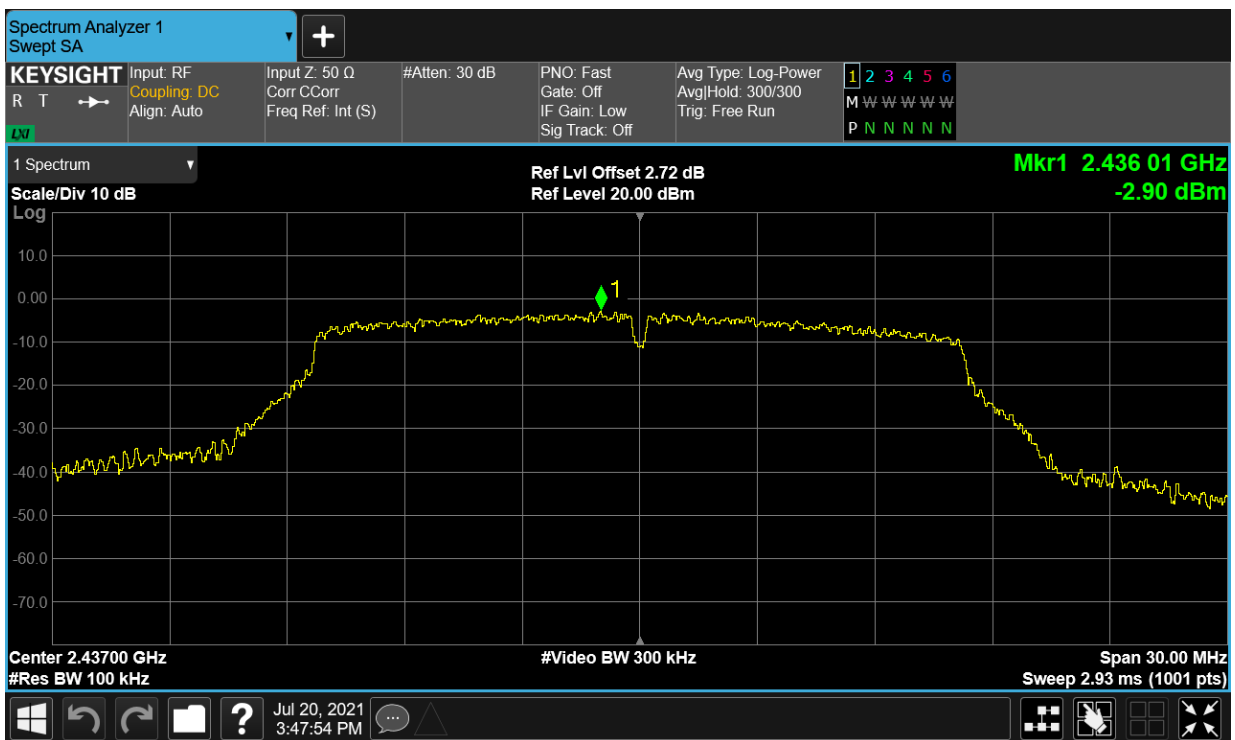 Spectrum Analyzer 1
Swept SA
KEYSIGHT
R T
LXI
Input: RF
Coupling: DC
Align: Auto
Input Z: 50 Ω
Corr CCorr
Freq Ref: Int (S)
#Atten: 30 dB
PNO: Fast
Gate: Off
IF Gain: Low
Sig Track: Off
Avg Type: Log-Power
Avg|Hold: 300/300
Trig: Free Run
1 2 3 4 5 6
M W W W W W
P N N N N N
1 Spectrum
Scale/Div 10 dB
Log
Ref Lvl Offset 2.72 dB
Ref Level 20.00 dBm
Mkr1 2.436 01 GHz
-2.90 dBm
10.0
0.00
-10.0
-20.0
-30.0
-40.0
-50.0
-60.0
-70.0
1
Center 2.43700 GHz
#Res BW 100 kHz
#Video BW 300 kHz
Span 30.00 MHz
Sweep 2.93 ms (1001 pts)
?
Jul 20, 2021
3:47:54 PM